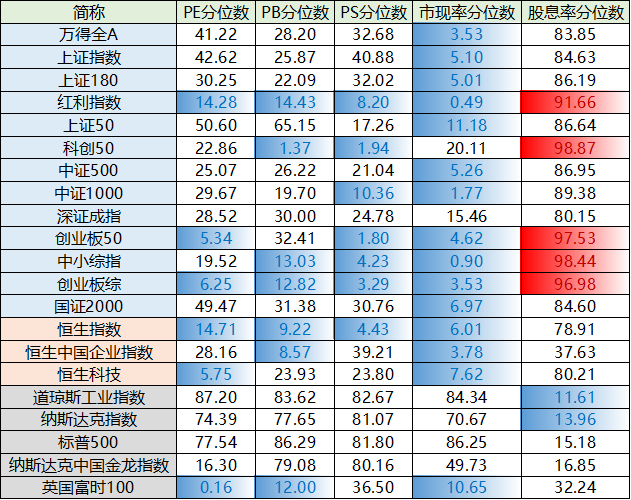 简称 PE分位数 PB分位数 PS分位数 市现率分位数 股息率分位数
万得全A 41.22 28.20 32.68 3.53 83.85
上证指数 42.62 25.87 40.88 5.10 84.63
上证180 30.25 22.09 32.02 5.01 86.19
红利指数 14.28 14.43 8.20 0.49 91.66
上证50 50.60 65.15 17.26 11.18 86.64
科创50 22.86 1.37 1.94 20.11 98.87
中证500 25.07 26.22 21.04 5.26 86.95
中证1000 29.67 19.70 10.36 1.77 89.38
深证成指 28.52 30.00 24.78 15.46 80.15
创业板50 5.34 32.41 1.80 4.62 97.53
中小综指 19.52 13.03 4.23 0.90 98.44
创业板综 6.25 12.82 3.29 3.53 96.98
国证2000 49.47 31.38 30.76 6.97 84.60
恒生指数 14.71 9.22 4.43 6.01 78.91
恒生中国企业指数 28.16 8.57 39.21 3.78 37.63
恒生科技 5.75 23.93 23.80 7.62 80.21
道琼斯工业指数 87.20 83.62 82.67 84.34 11.61
纳斯达克指数 74.39 77.65 81.07 70.67 13.96
标普500 77.54 86.29 81.80 86.25 15.18
纳斯达克中国金龙指数 16.30 79.08 80.16 49.73 16.85
英国富时100 0.16 12.00 36.50 10.65 32.24